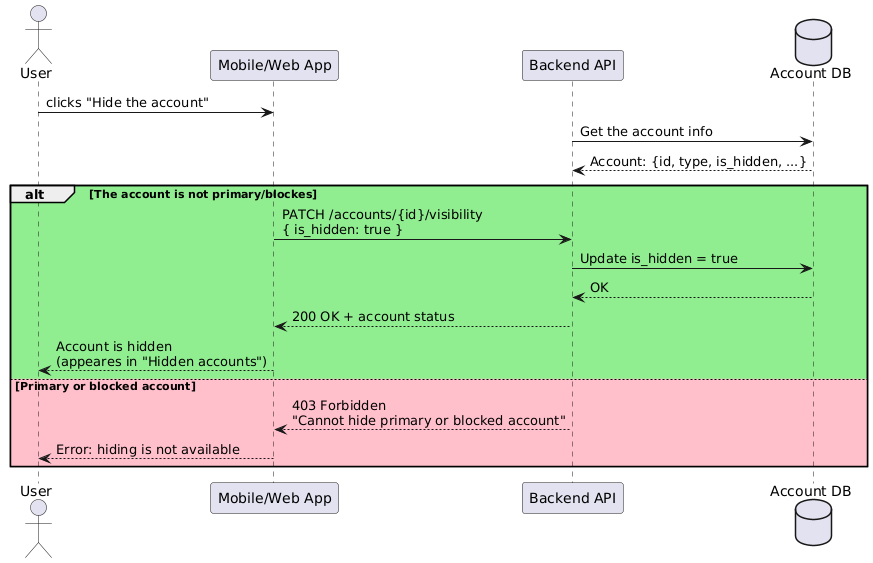 User
Mobile/Web App
Backend API
Account DB
clicks "Hide the account"
Get the account info
Account: {id, type, is_hidden, ...}
alt
[The account is not primary/blockes]
PATCH /accounts/{id}/visibility
{ is_hidden: true }
Update is_hidden = true
OK
200 OK + account status
Account is hidden
(appeares in "Hidden accounts")
[Primary or blocked account]
403 Forbidden
"Cannot hide primary or blocked account"
Error: hiding is not available
User
Mobile/Web App
Backend API
Account DB